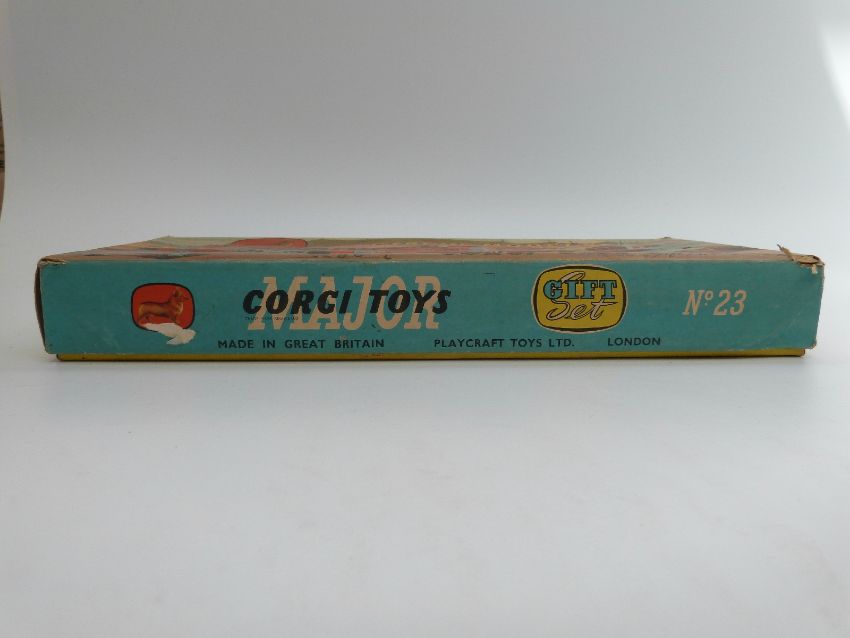 CORGI TOYS
MAJOR
GIFT
Set
Nº 23
MADE IN GREAT BRITAIN PLAYCRAFT TOYS LTD. LONDON